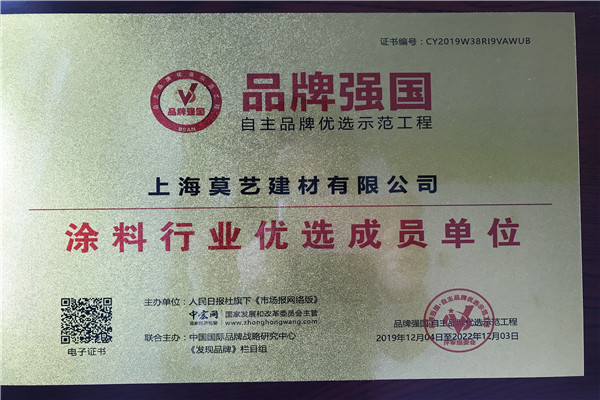 证书编号：CY2019W38RI9VAWUB
品牌强国
BSAN
品牌强国
自主品牌优选示范工程
上海莫艺建材有限公司
涂料行业优选成员单位
主办单位：人民日报社旗下《市场报网络版》
中宏网 国家发展和改革委员会主管
www.zhonghongwang.com
联合主办：中国国际品牌战略研究中心
《发现品牌》栏目组
电子证书
品牌强国·自主品牌优选示范工程
2019年12月04日至2022年12月03日